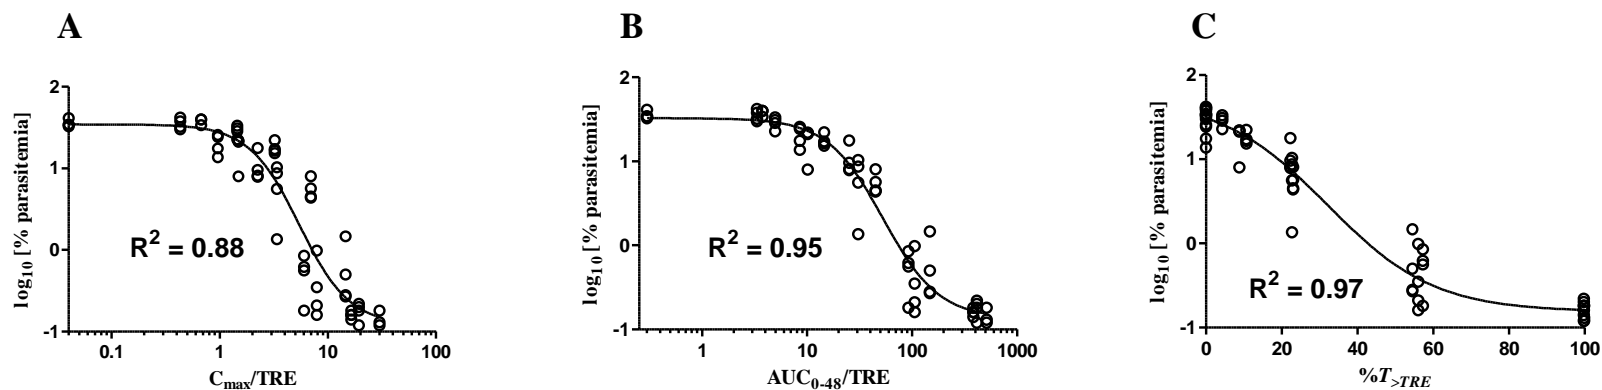 A
B
C
log10 [% parasitemia]
2
1
0
-1
R2 = 0.88
0.1
1
10
100
Cmax/TRE
log10 [% parasitemia]
2
1
0
-1
R2 = 0.95
1
10
100
1000
AUC0-48/TRE
log10 [% parasitemia]
2
1
0
-1
R2 = 0.97
0
20
40
60
80
100
%T>TRE